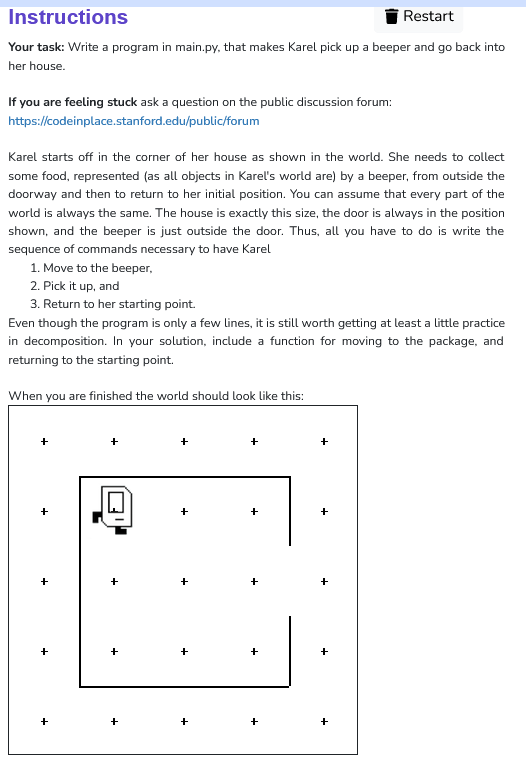 Instructions
Restart
Your task: Write a program in main.py, that makes Karel pick up a beeper and go back into
her house.
If you are feeling stuck ask a question on the public discussion forum:
https://codeinplace.stanford.edu/public/forum
Karel starts off in the corner of her house as shown in the world. She needs to collect
some food, represented (as all objects in Karel's world are) by a beeper, from outside the
doorway and then to return to her initial position. You can assume that every part of the
world is always the same. The house is exactly this size, the door is always in the position
shown, and the beeper is just outside the door. Thus, all you have to do is write the
sequence of commands necessary to have Karel
1. Move to the beeper,
2. Pick it up, and
3. Return to her starting point.
Even though the program is only a few lines, it is still worth getting at least a little practice
in decomposition. In your solution, include a function for moving to the package, and
returning to the starting point.
When you are finished the world should look like this: